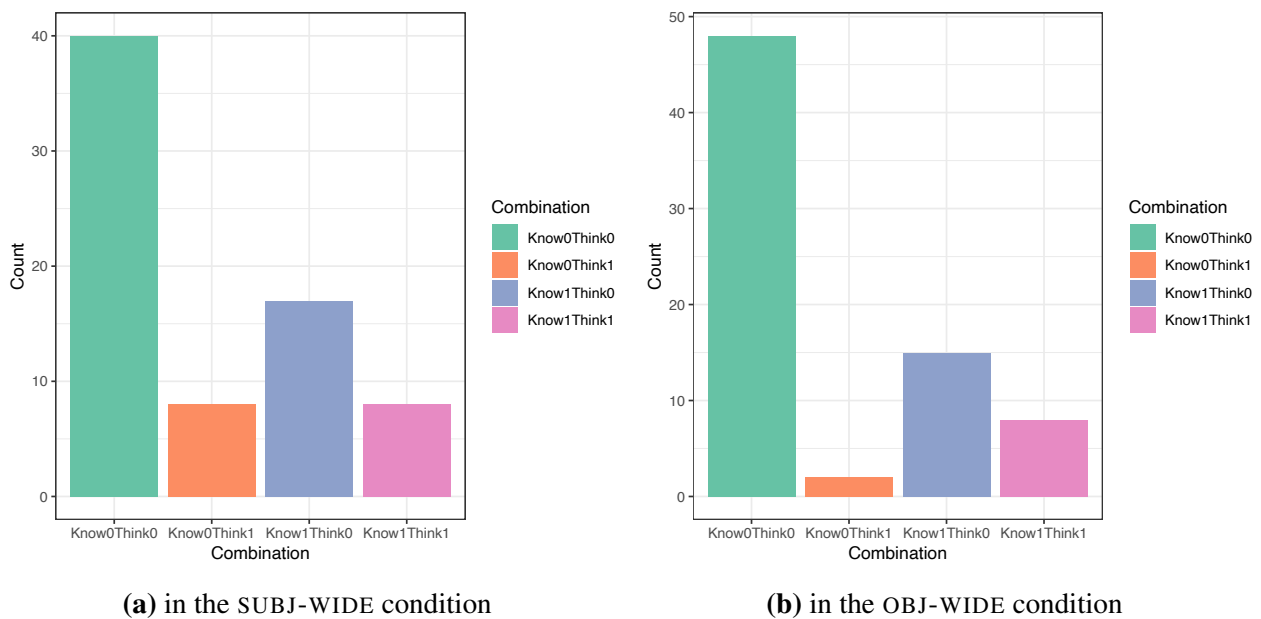 40
30
20
10
0
Count
Know0Think0 Know0Think1 Know1Think0 Know1Think1
Combination
Combination
Know0Think0
Know0Think1
Know1Think0
Know1Think1
(a) in the SUBJ-WIDE condition
50
40
30
20
10
0
Count
Know0Think0 Know0Think1 Know1Think0 Know1Think1
Combination
Combination
Know0Think0
Know0Think1
Know1Think0
Know1Think1
(b) in the OBJ-WIDE condition